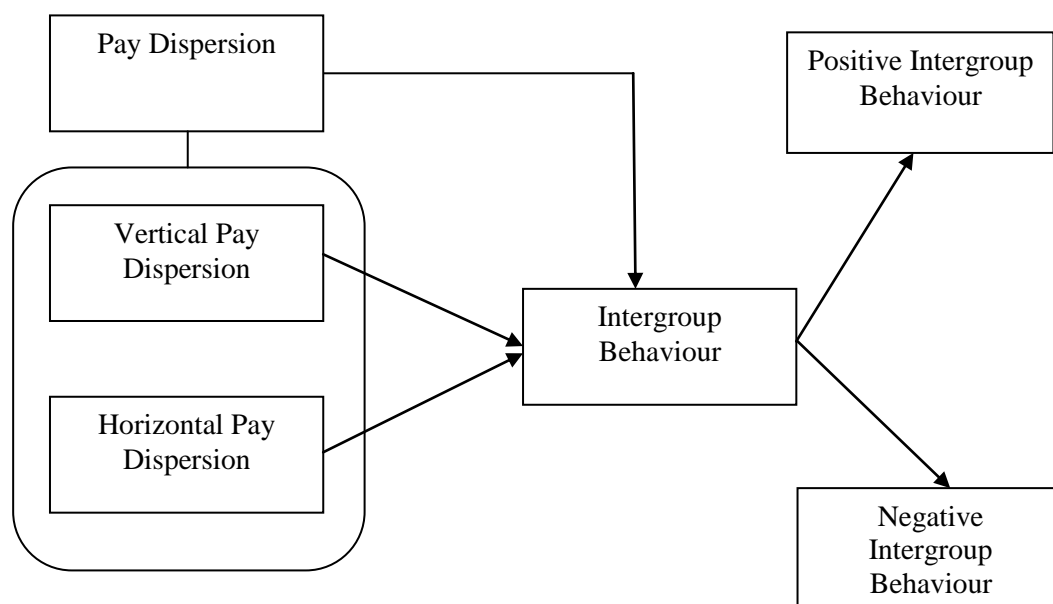 Pay Dispersion
Positive Intergroup
Behaviour
Vertical Pay
Dispersion
Intergroup
Behaviour
Horizontal Pay
Dispersion
Negative
Intergroup
Behaviour